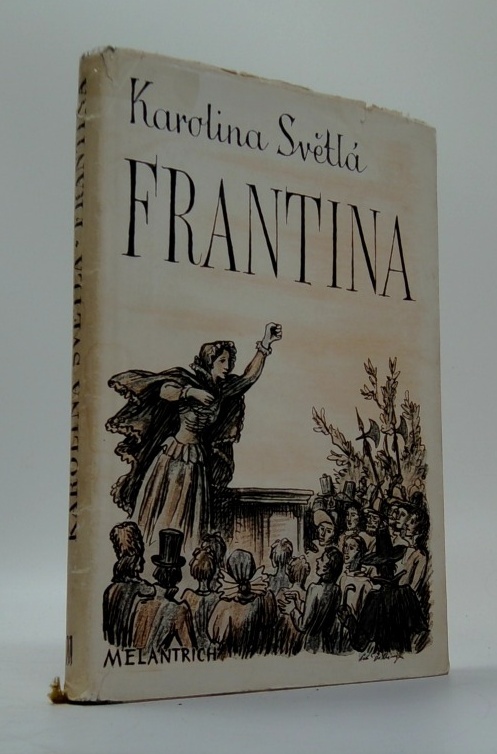 Karolina Světlá
FRANTINA
MELANTRICH
KAROLINA SVĚTLÁ · FRANTINA